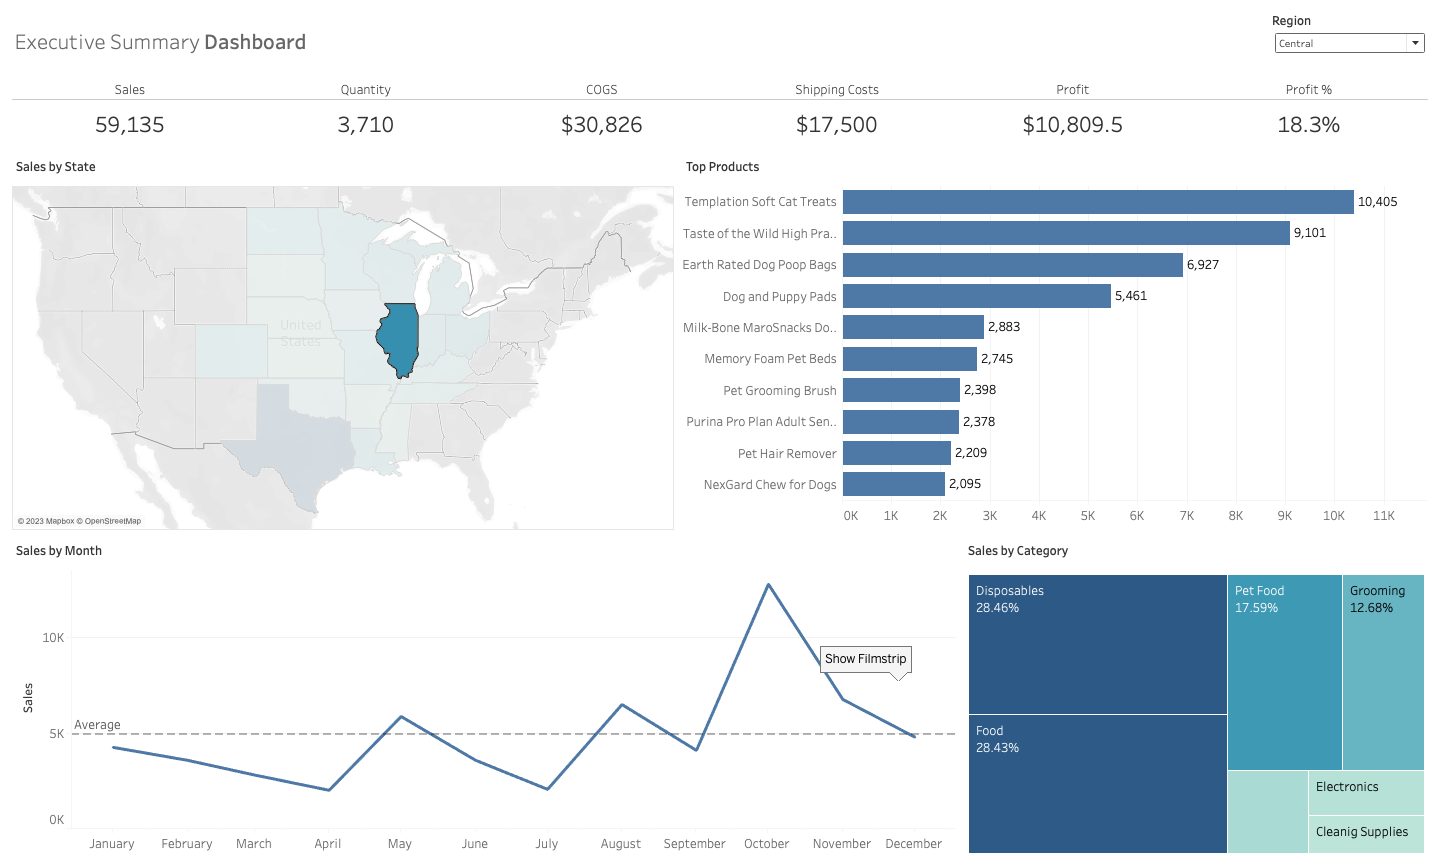 Executive Summary Dashboard
Region
Central
Sales
Quantity
COGS
Shipping Costs
Profit
Profit %
59,135
3,710
$30,826
$17,500
$10,809.5
18.3%
Sales by State
United
States
© 2023 Mapbox © OpenStreetMap
Top Products
Templation Soft Cat Treats
10,405
Taste of the Wild High Pra..
9,101
Earth Rated Dog Poop Bags
6,927
Dog and Puppy Pads
5,461
Milk-Bone MaroSnacks Do..
2,883
Memory Foam Pet Beds
2,745
Pet Grooming Brush
2,398
Purina Pro Plan Adult Sen..
2,378
Pet Hair Remover
2,209
NexGard Chew for Dogs
2,095
0K 1K 2K 3K 4K 5K 6K 7K 8K 9K 10K 11K
Sales by Month
Sales
10K
5K
0K
Average
Show Filmstrip
January February March April May June July August September October November December
Sales by Category
Disposables
28.46%
Food
28.43%
Pet Food
17.59%
Grooming
12.68%
Electronics
Cleanig Supplies